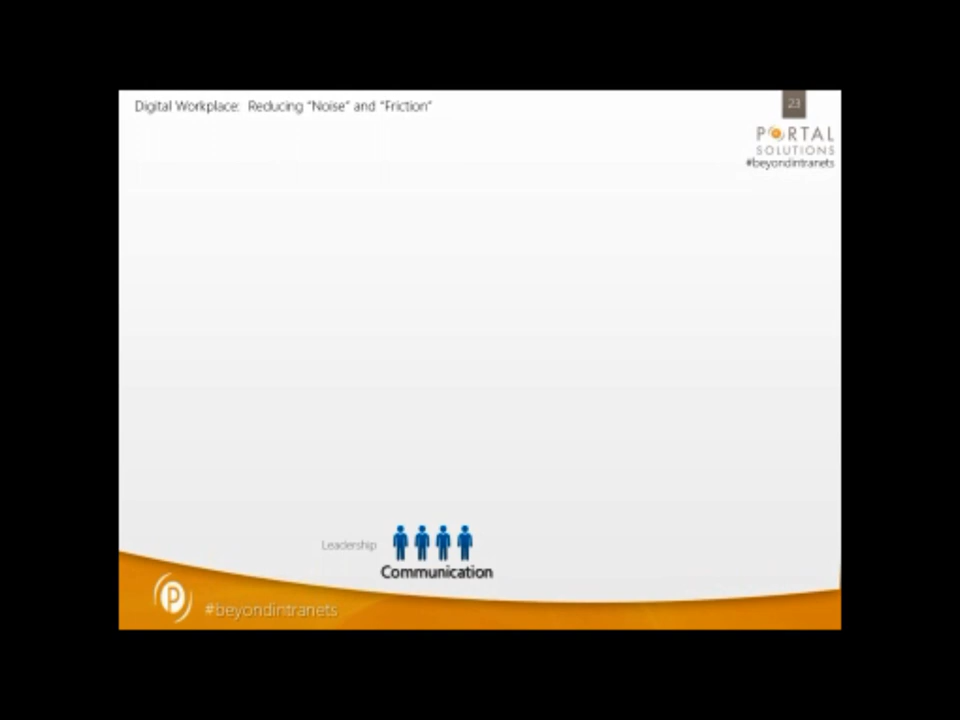 Digital Workplace: Reducing "Noise" and "Friction"
23
PORTAL
SOLUTIONS
#beyondintranets
Leadership
Communication
P
#beyondintranets